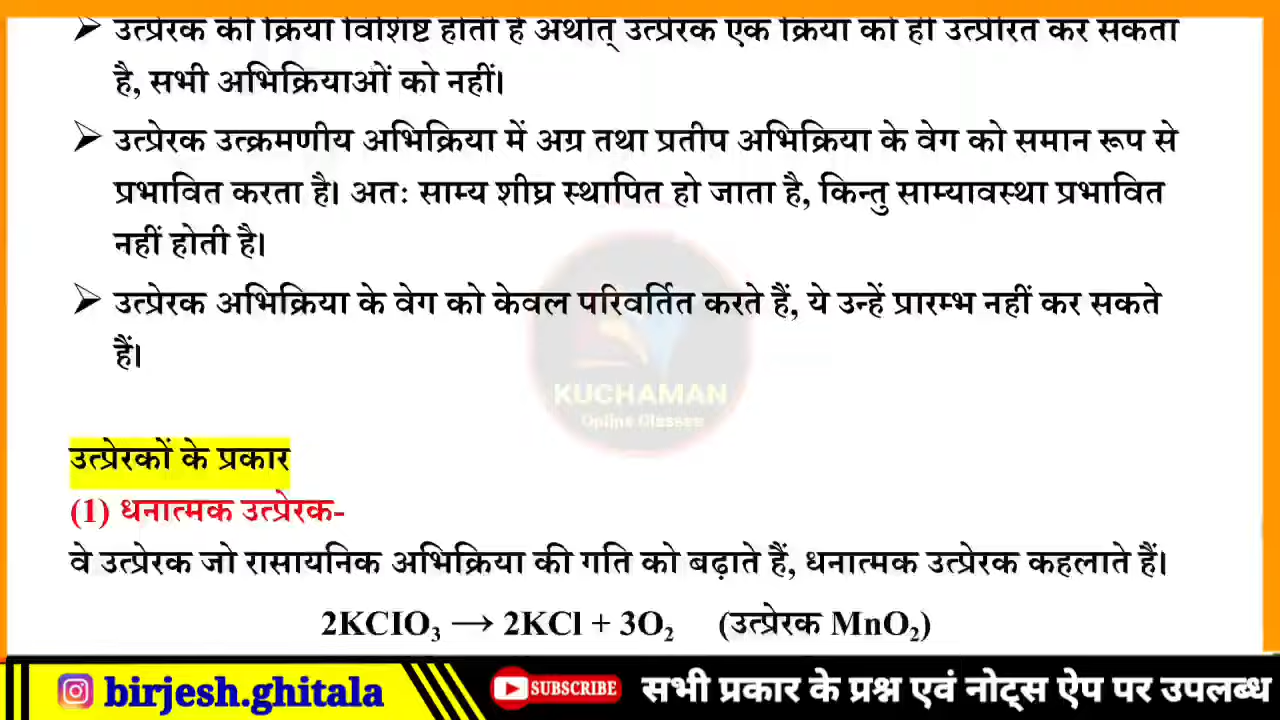 ➢ उत्प्रेरक की क्रिया विशिष्ट होती है अर्थात् उत्प्रेरक एक क्रिया को ही उत्प्रेरित कर सकता
है, सभी अभिक्रियाओं को नहीं।
➢ उत्प्रेरक उत्क्रमणीय अभिक्रिया में अग्र तथा प्रतीप अभिक्रिया के वेग को समान रूप से
प्रभावित करता है। अतः साम्य शीघ्र स्थापित हो जाता है, किन्तु साम्यावस्था प्रभावित
नहीं होती है।
➢ उत्प्रेरक अभिक्रिया के वेग को केवल परिवर्तित करते हैं, ये उन्हें प्रारम्भ नहीं कर सकते
हैं।
KUCHAMAN
Online Classes
उत्प्रेरकों के प्रकार
(1) धनात्मक उत्प्रेरक-
वे उत्प्रेरक जो रासायनिक अभिक्रिया की गति को बढ़ाते हैं, धनात्मक उत्प्रेरक कहलाते हैं।
2KClO₃ → 2KCl + 3O₂ (उत्प्रेरक MnO₂)
birjesh.ghitala SUBSCRIBE सभी प्रकार के प्रश्न एवं नोट्स ऐप पर उपलब्ध